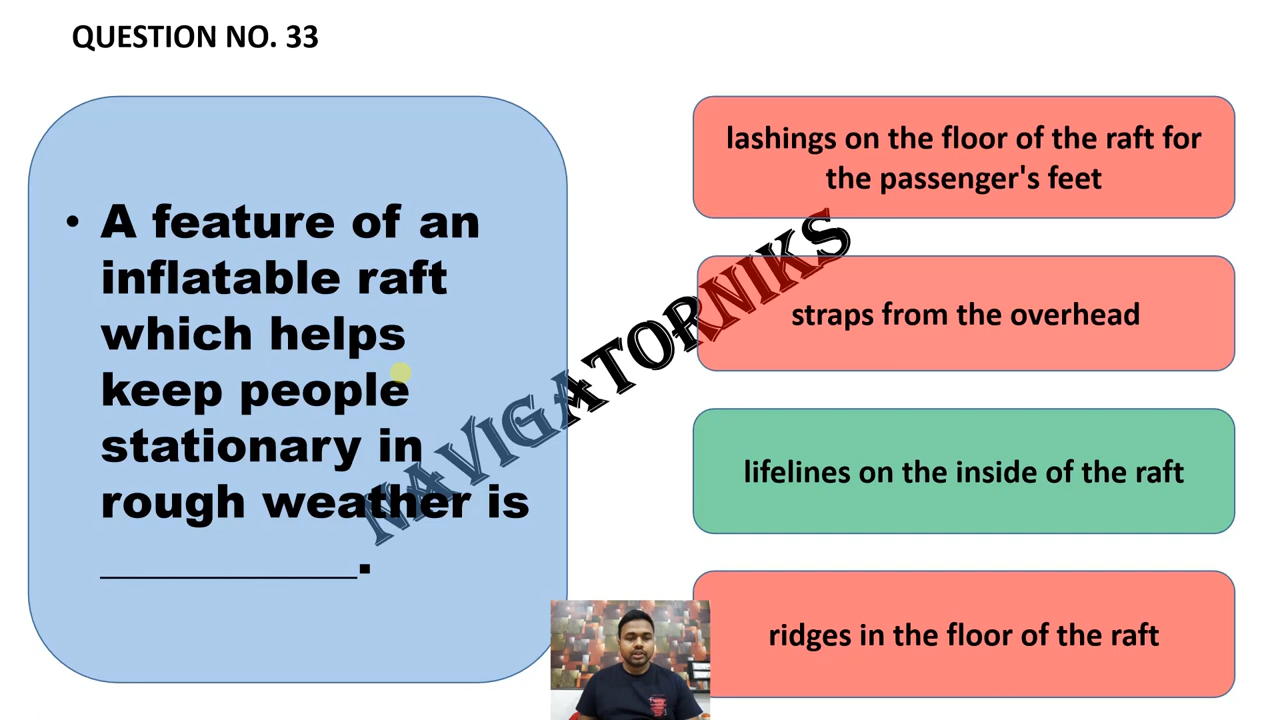 QUESTION NO. 33
• A feature of an
inflatable raft
which helps
keep people
stationary in
rough weather is
___________.
lashings on the floor of the raft for
the passenger's feet
straps from the overhead
lifelines on the inside of the raft
ridges in the floor of the raft
NAVIGATORNIKS